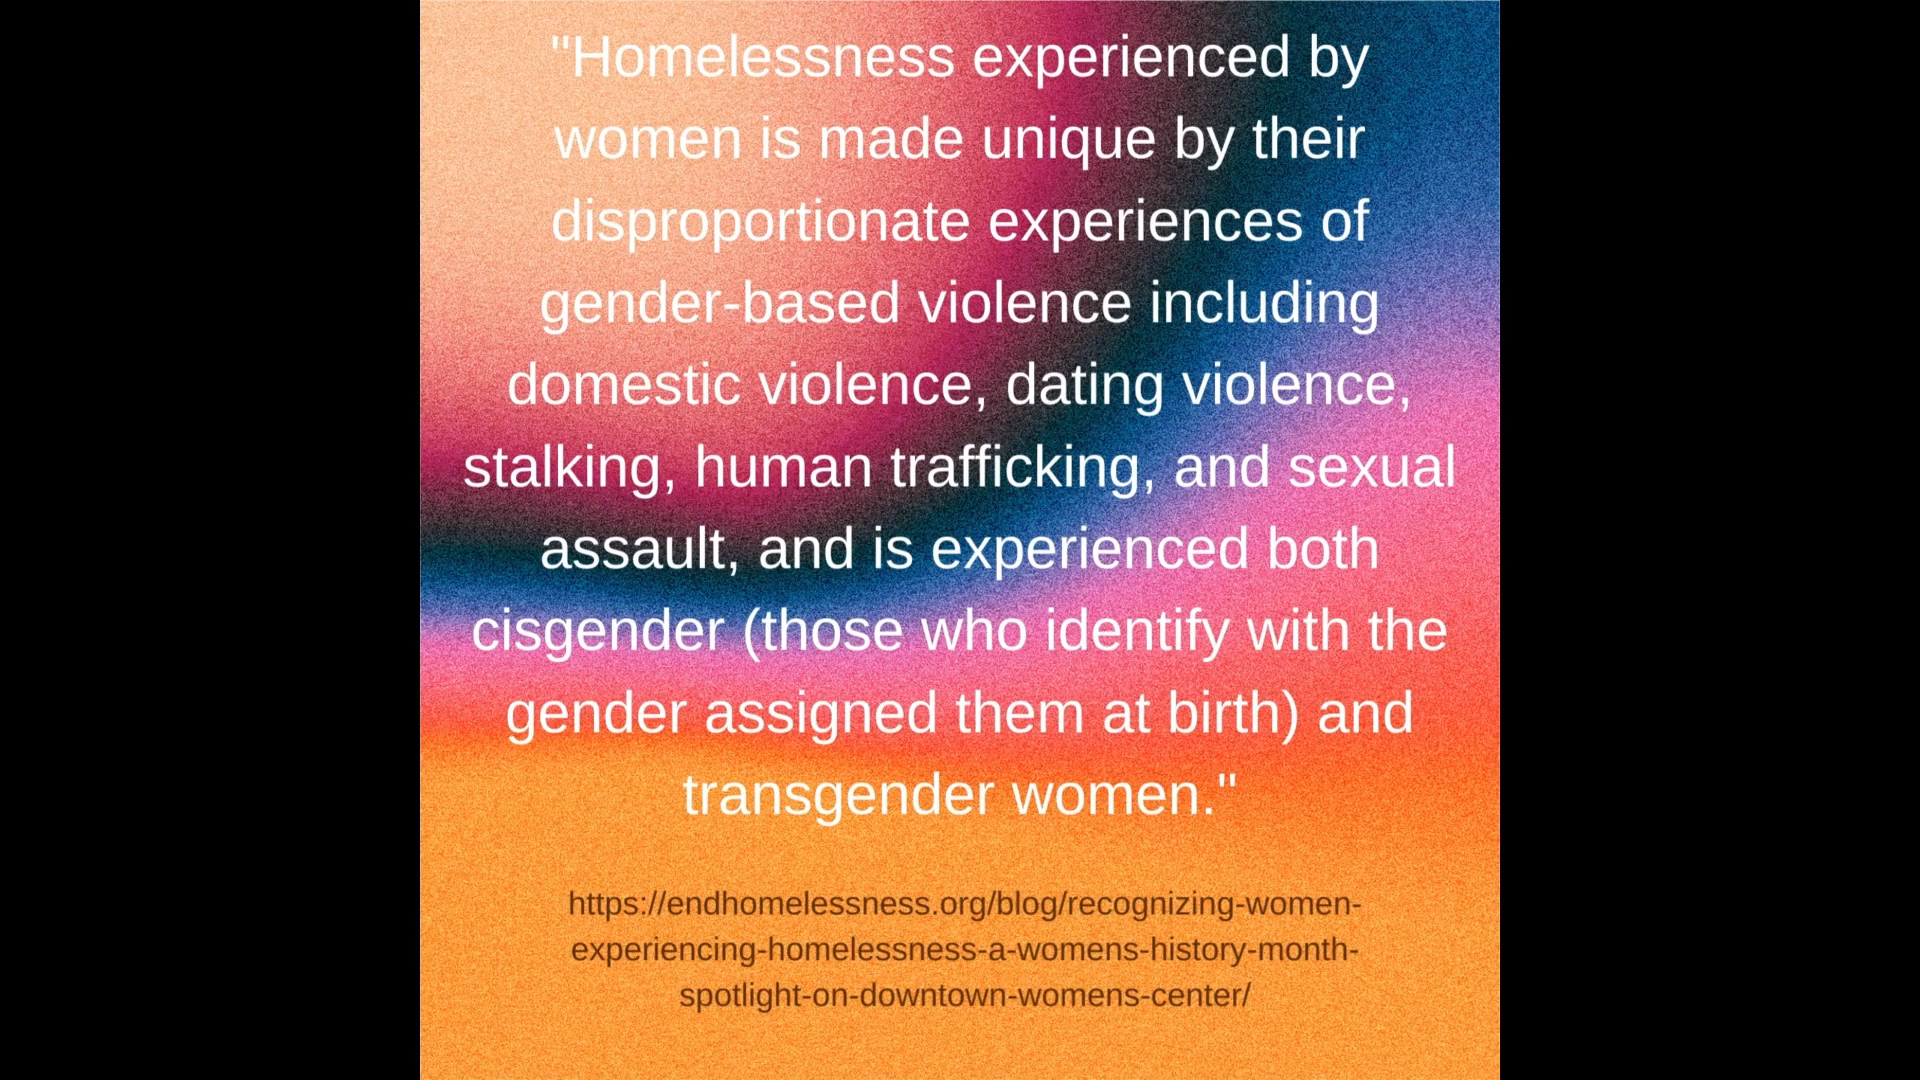 "Homelessness experienced by
women is made unique by their
disproportionate experiences of
gender-based violence including
domestic violence, dating violence,
stalking, human trafficking, and sexual
assault, and is experienced both
cisgender (those who identify with the
gender assigned them at birth) and
transgender women."
https://endhomelessness.org/blog/recognizing-women-
experiencing-homelessness-a-womens-history-month-
spotlight-on-downtown-womens-center/